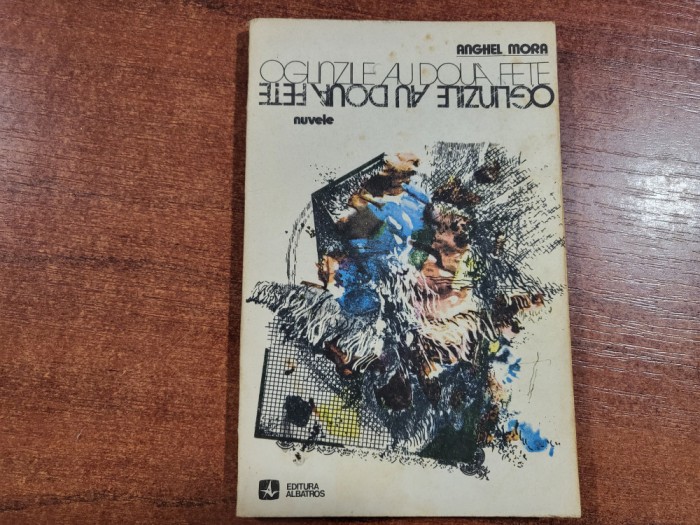 ANGHEL MORA
OGLINZILE AU DOUĂ FEȚE
OGLINZILE AU DOUĂ FEȚE
nuvele
EDITURA
ALBATROS